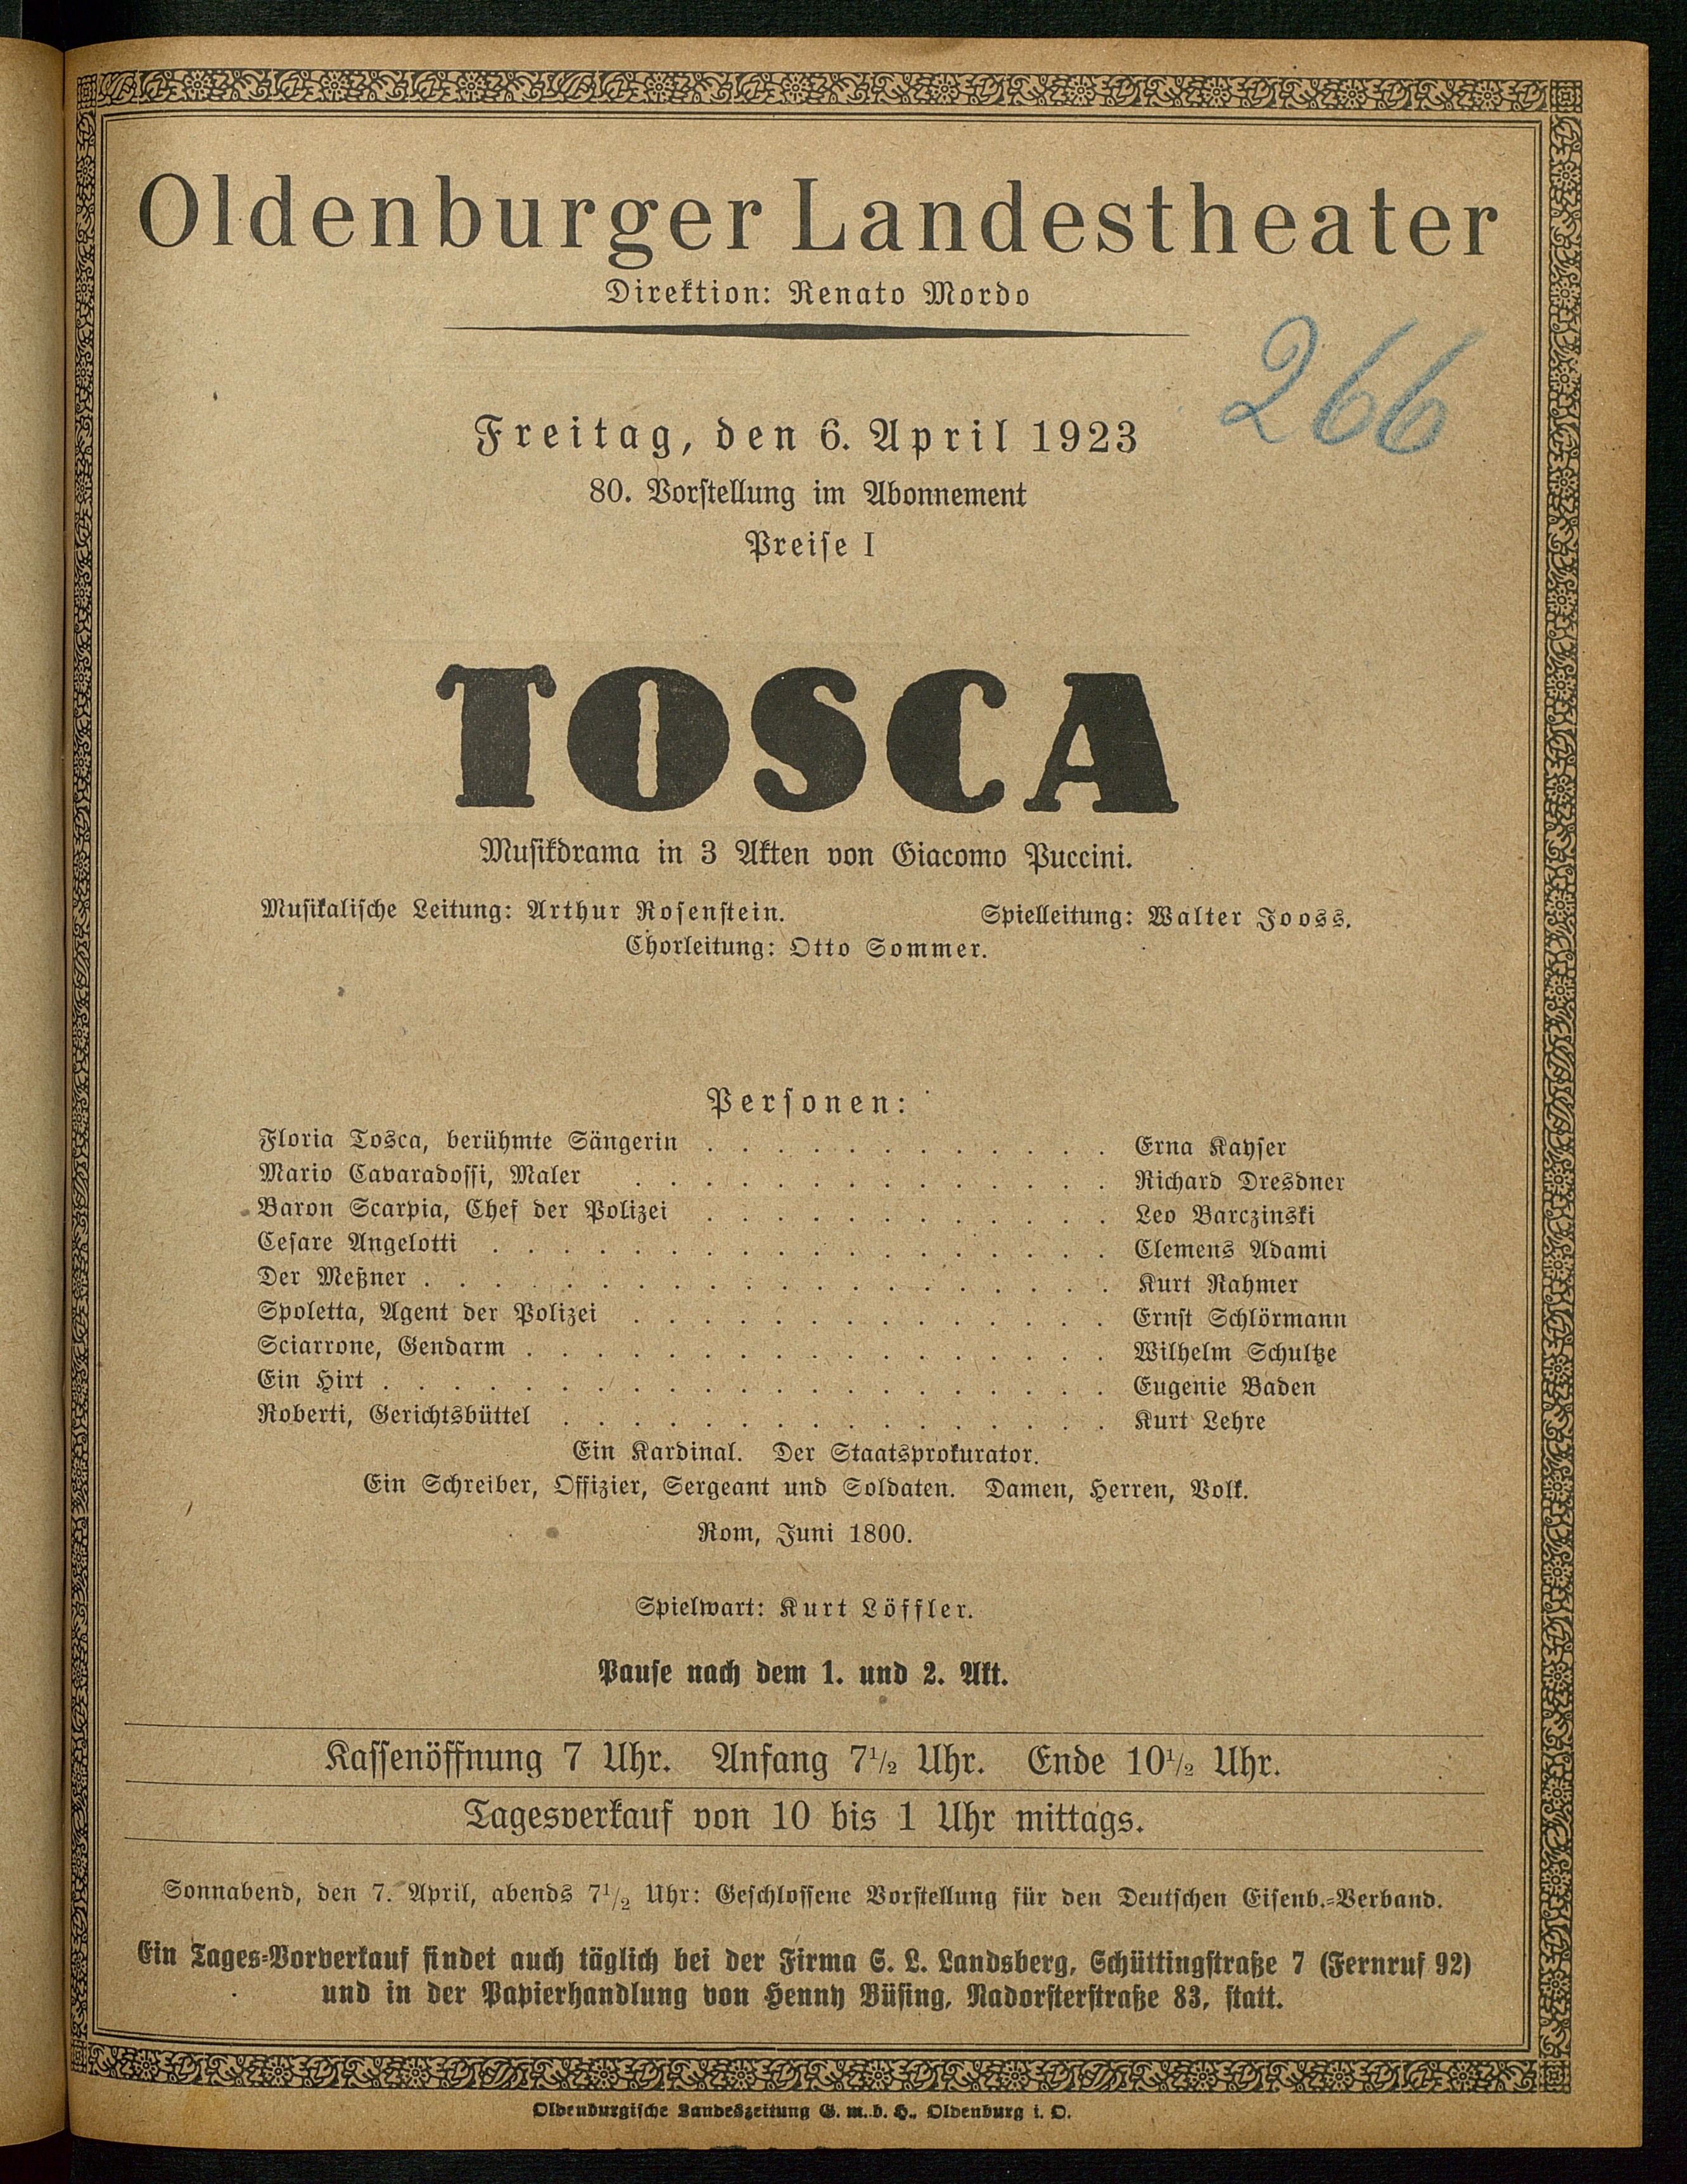 Oldenburger Landestheater
Direktion: Renato Mordo
266
Freitag, den 6. April 1923
80. Vorstellung im Abonnement
Preise I
TOSCA
Musikdrama in 3 Akten von Giacomo Puccini.
Musikalische Leitung: Arthur Rosenstein. Spielleitung: Walter Jooss.
Chorleitung: Otto Sommer.
Personen:
Floria Tosca, berühmte Sängerin . . . . . . . . . . . . Erna Kayser
Mario Cavaradossi, Maler . . . . . . . . . . . . . . Richard Dresdner
Baron Scarpia, Chef der Polizei . . . . . . . . . . . . Leo Barczinski
Cesare Angelotti . . . . . . . . . . . . . . . . . . Clemens Adami
Der Meßner . . . . . . . . . . . . . . . . . . . . Kurt Rahmer
Spoletta, Agent der Polizei . . . . . . . . . . . . . . Ernst Schlörmann
Sciarrone, Gendarm . . . . . . . . . . . . . . . . . Wilhelm Schultze
Ein Hirt . . . . . . . . . . . . . . . . . . . . . Eugenie Baden
Roberti, Gerichtsbüttel . . . . . . . . . . . . . . . . Kurt Lehre
Ein Kardinal. Der Staatsprokurator.
Ein Schreiber, Offizier, Sergeant und Soldaten. Damen, Herren, Volk.
Rom, Juni 1800.
Spielwart: Kurt Löffler.
Pause nach dem 1. und 2. Akt.
Kassenöffnung 7 Uhr. Anfang 7½ Uhr. Ende 10½ Uhr.
Tagesverkauf von 10 bis 1 Uhr mittags.
Sonnabend, den 7. April, abends 7½ Uhr: Geschlossene Vorstellung für den Deutschen Eisenb.-Verband.
Ein Tages-Vorverkauf findet auch täglich bei der Firma S. L. Landsberg, Schüttingstraße 7 (Fernruf 92)
und in der Papierhandlung von Henny Büsing, Nadorsterstraße 83, statt.
Oldenburgische Landeszeitung G. m. b. H., Oldenburg i. O.